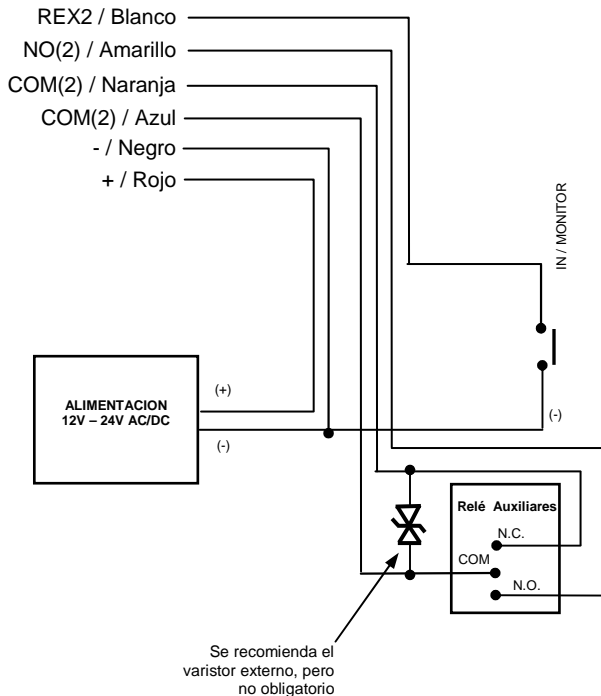 REX2 / Blanco
NO(2) / Amarillo
COM(2) / Naranja
COM(2) / Azul
- / Negro
+ / Rojo
IN / MONITOR
ALIMENTACION
12V – 24V AC/DC
(+)
(-)
(-)
Relé Auxiliares
N.C.
COM
N.O.
Se recomienda el
varistor externo, pero
no obligatorio